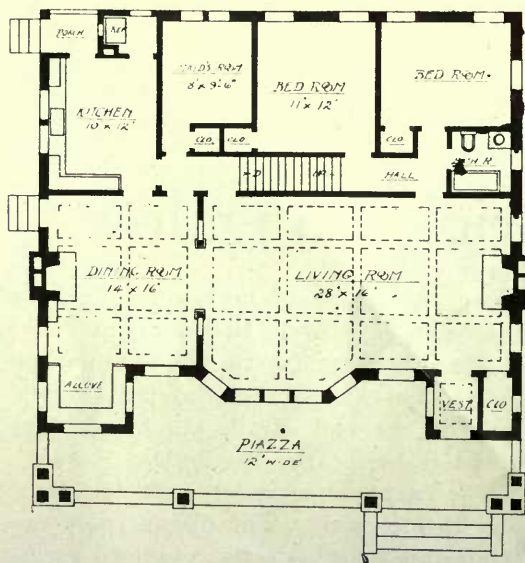 PORCH
REF
KITCHEN
10' x 12'
MAID'S ROOM
8' x 9'-6"
BED ROOM
11' x 12'
BED ROOM
CLO
CLO
CLO
B
D
UP
HALL
DINING ROOM
14' x 16'
LIVING ROOM
28' x 16'
ALCOVE
VEST
CLO
PIAZZA
12' WIDE